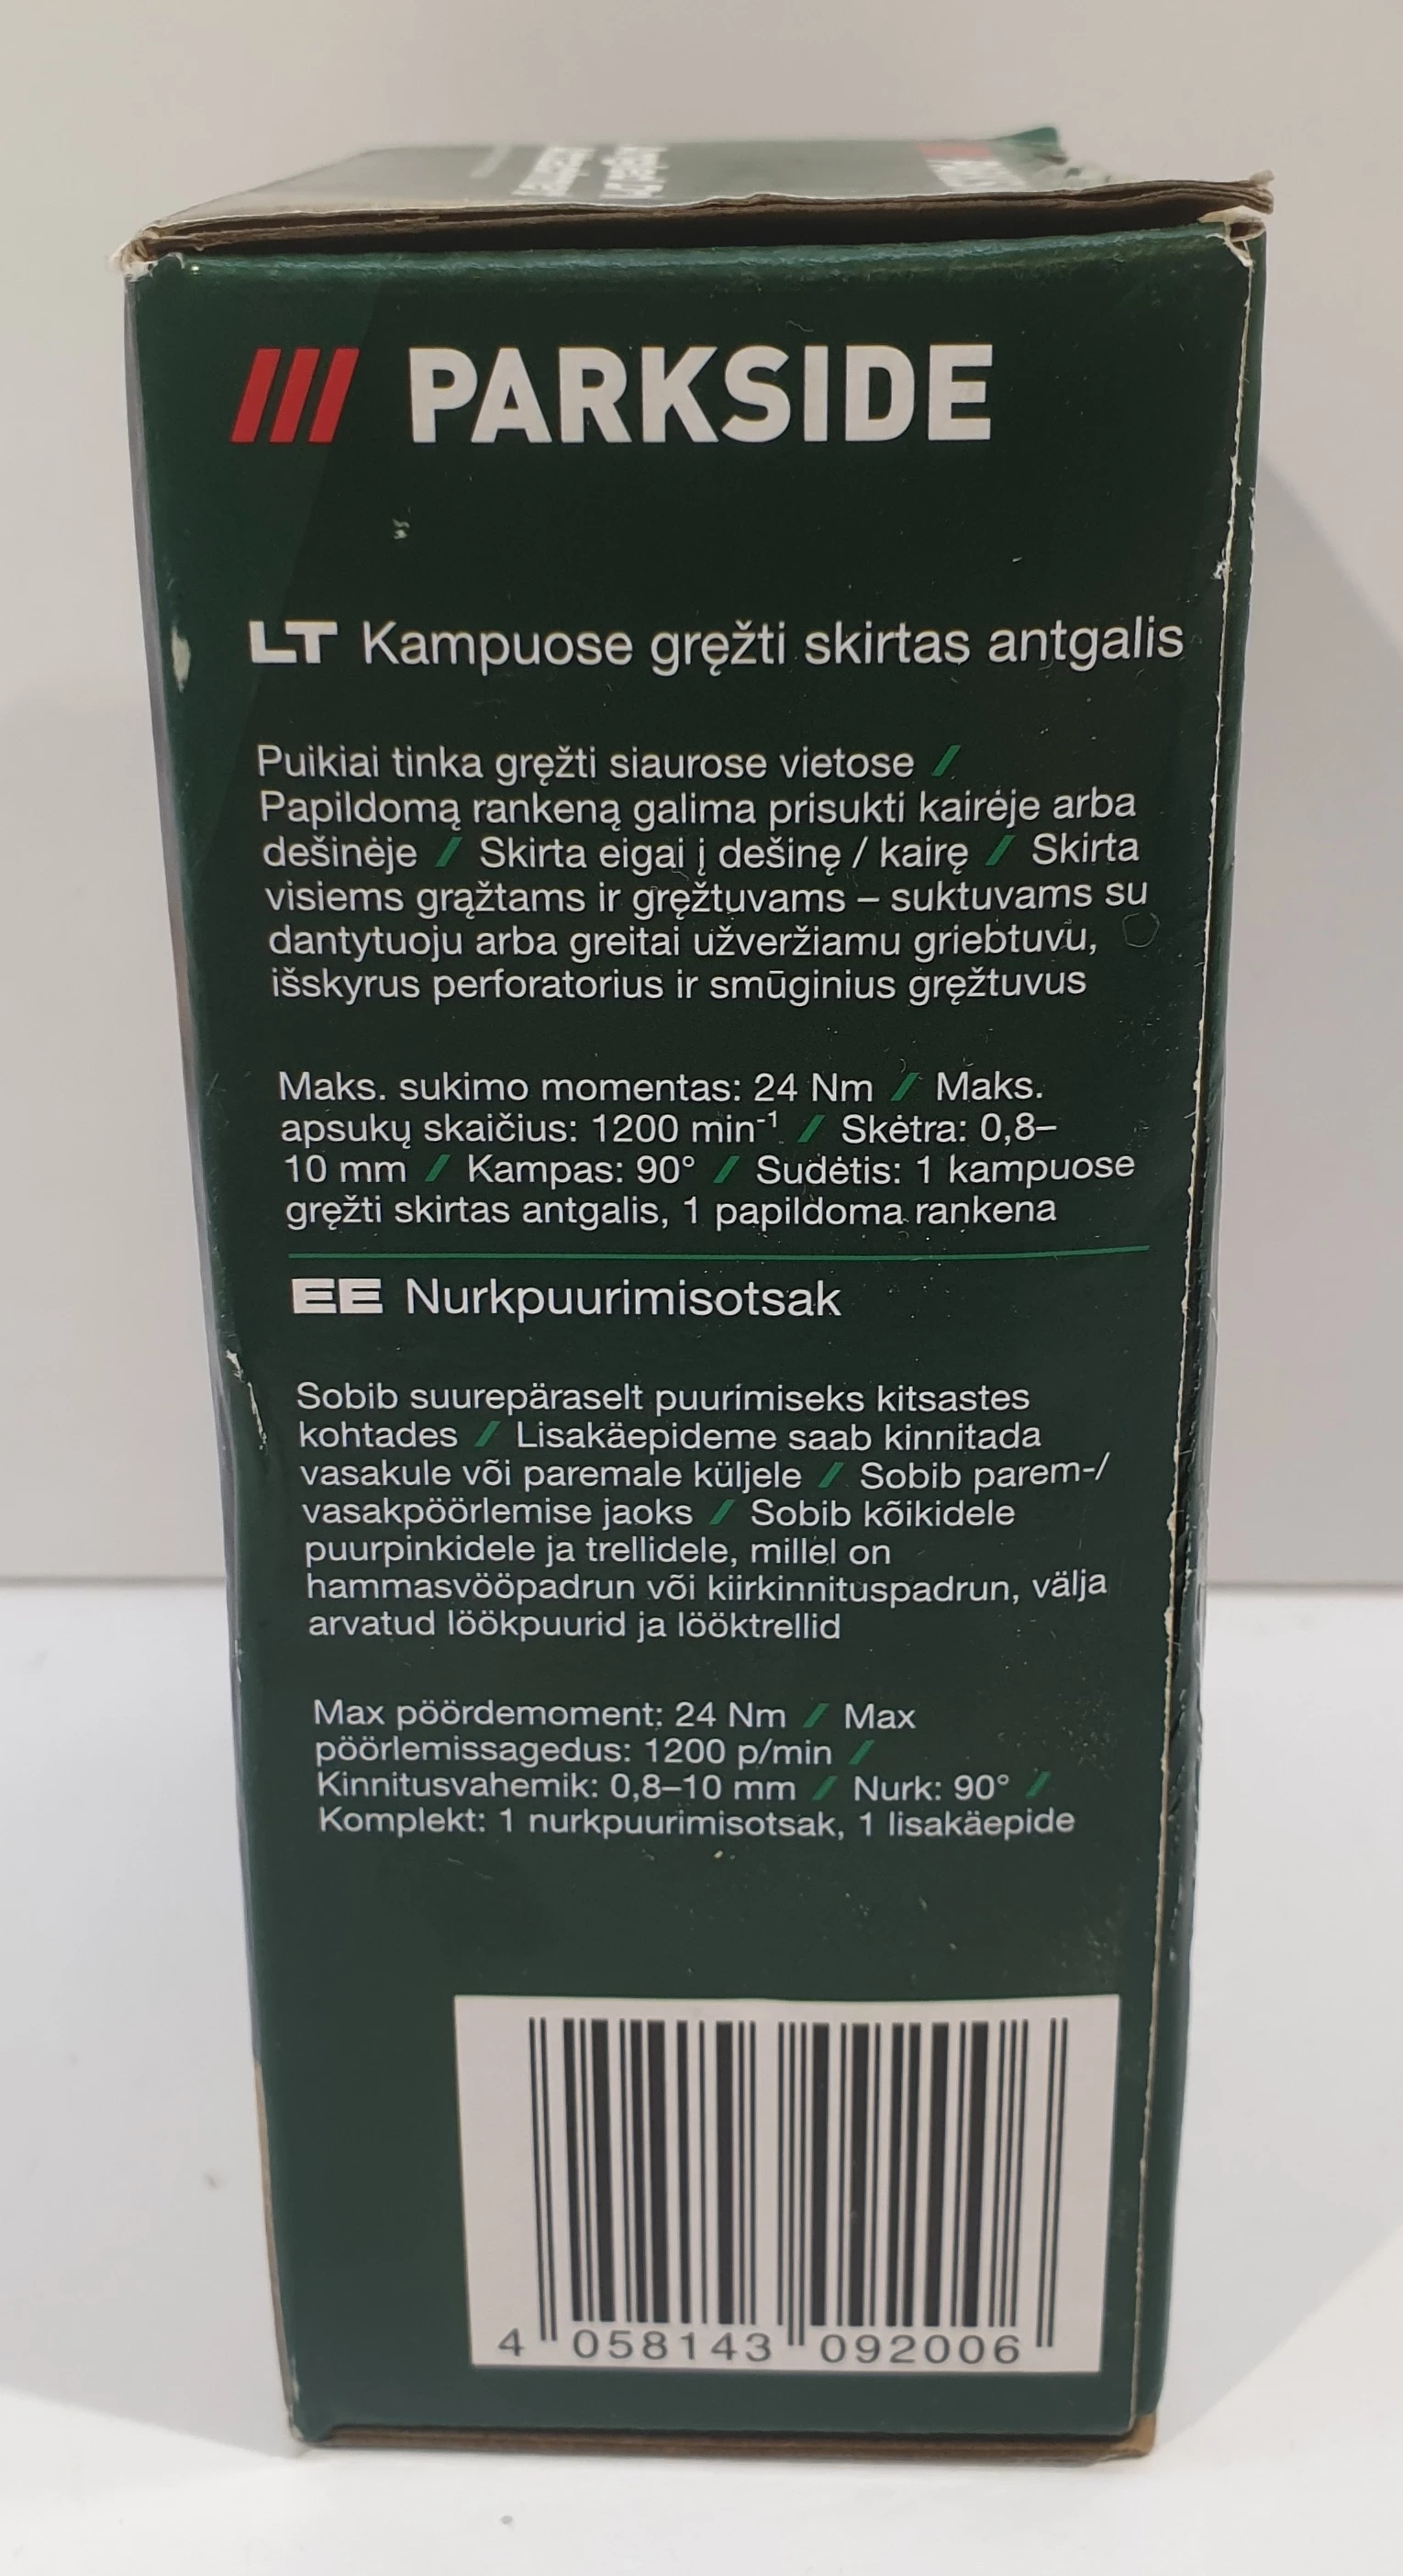 PARKSIDE
LT Kampuose gręžti skirtas antgalis
Puikiai tinka gręžti siaurose vietose /
Papildomą rankeną galima prisukti kairėje arba
dešinėje / Skirta eigai į dešinę / kairę / Skirta
visiems grąžtams ir gręžtuvams – suktuvams su
dantytuoju arba greitai užveržiamu griebtuvu,
išskyrus perforatorius ir smūginius gręžtuvus
Maks. sukimo momentas: 24 Nm / Maks.
apsukų skaičius: 1200 min⁻¹ / Skėtra: 0,8–
10 mm / Kampas: 90° / Sudėtis: 1 kampuose
gręžti skirtas antgalis, 1 papildoma rankena
EE Nurkpuurimisotsak
Sobib suurepäraselt puurimiseks kitsastes
kohtades / Lisakäepideme saab kinnitada
vasakule või paremale küljele / Sobib parem-/
vasakpöörlemise jaoks / Sobib kõikidele
puurpinkidele ja trellidele, millel on
hammasvööpadrun või kiirkinnituspadrun, välja
arvatud löökpuurid ja lööktrellid
Max pöördemoment: 24 Nm / Max
pöörlemissagedus: 1200 p/min /
Kinnitusvahemik: 0,8–10 mm / Nurk: 90° /
Komplekt: 1 nurkpuurimisotsak, 1 lisakäepide
4 058143 092006